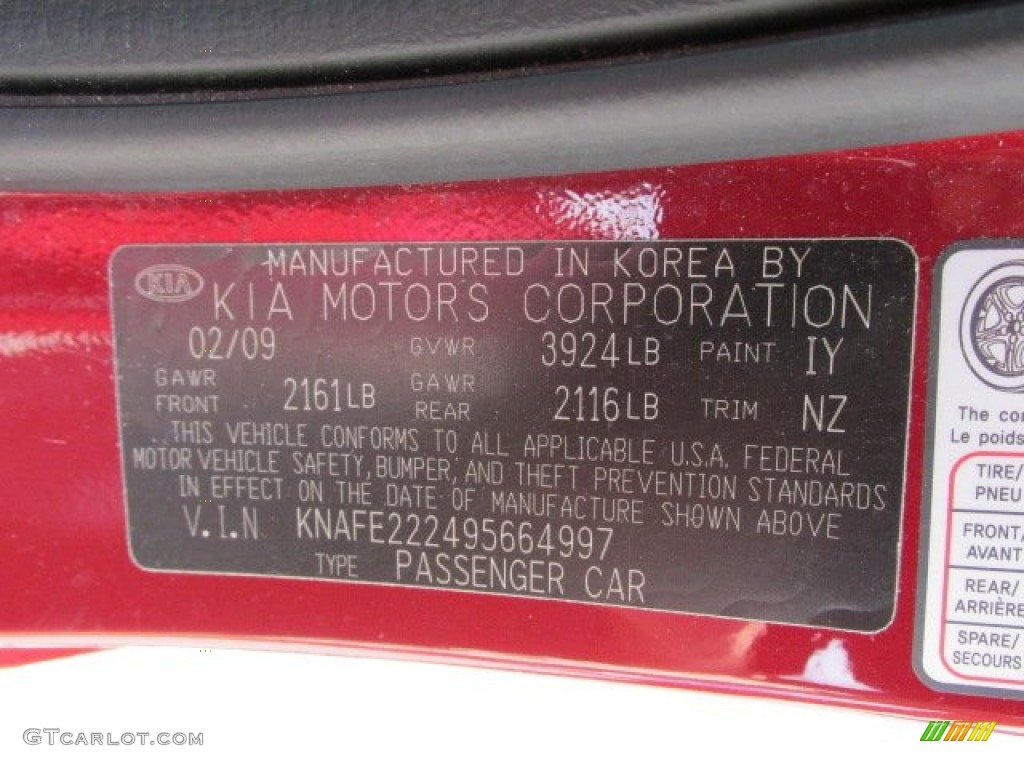 MANUFACTURED IN KOREA BY
KIA KIA MOTORS CORPORATION
02/09 GVWR 3924LB PAINT IY
GAWR FRONT 2161LB GAWR REAR 2116LB TRIM NZ
THIS VEHICLE CONFORMS TO ALL APPLICABLE U.S.A. FEDERAL
MOTOR VEHICLE SAFETY, BUMPER, AND THEFT PREVENTION STANDARDS
IN EFFECT ON THE DATE OF MANUFACTURE SHOWN ABOVE
V.I.N KNAFE222495664997
TYPE PASSENGER CAR
The co
Le poids
TIRE/
PNEU
FRONT/
AVANT
REAR/
ARRIÈRE
SPARE/
SECOURS
GTCARLOT.COM